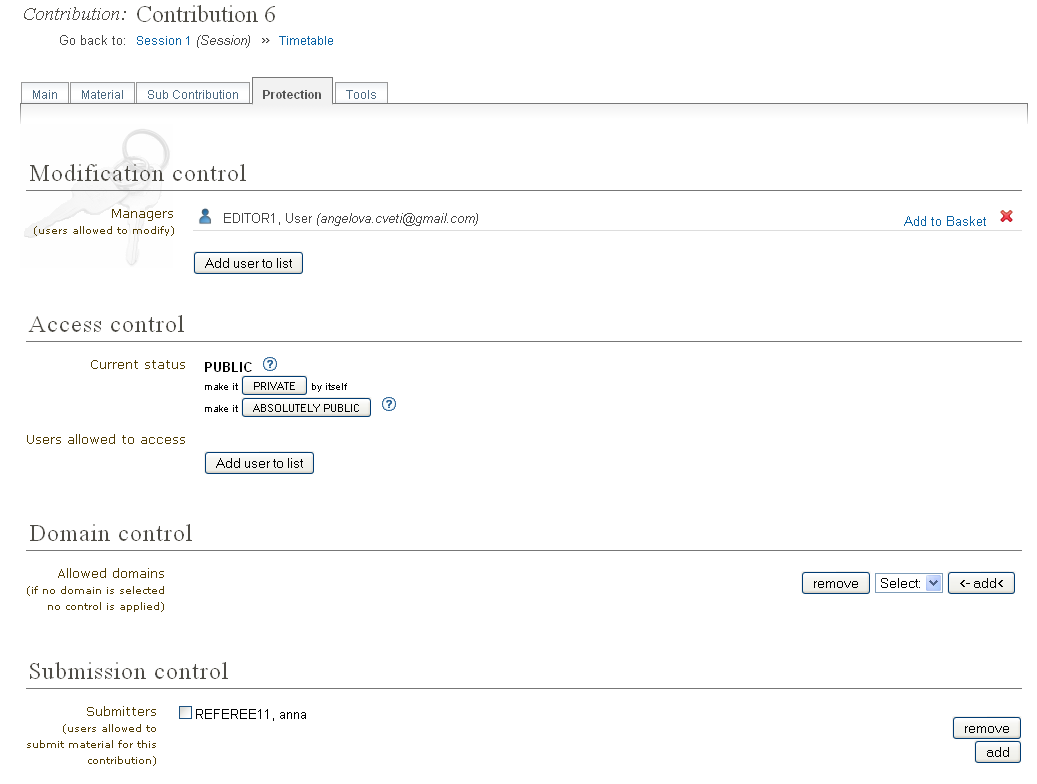 Contribution: Contribution 6
Go back to: Session 1 (Session) » Timetable
Main Material Sub Contribution Protection Tools
Modification control
Managers
(users allowed to modify)
EDITOR1, User (angelova.cveti@gmail.com)
Add to Basket
Add user to list
Access control
Current status
PUBLIC ?
make it PRIVATE by itself
make it ABSOLUTELY PUBLIC ?
Users allowed to access
Add user to list
Domain control
Allowed domains
(if no domain is selected
no control is applied)
remove Select: <- add<
Submission control
Submitters
(users allowed to
submit material for this
contribution)
REFEREE11, anna
remove
add